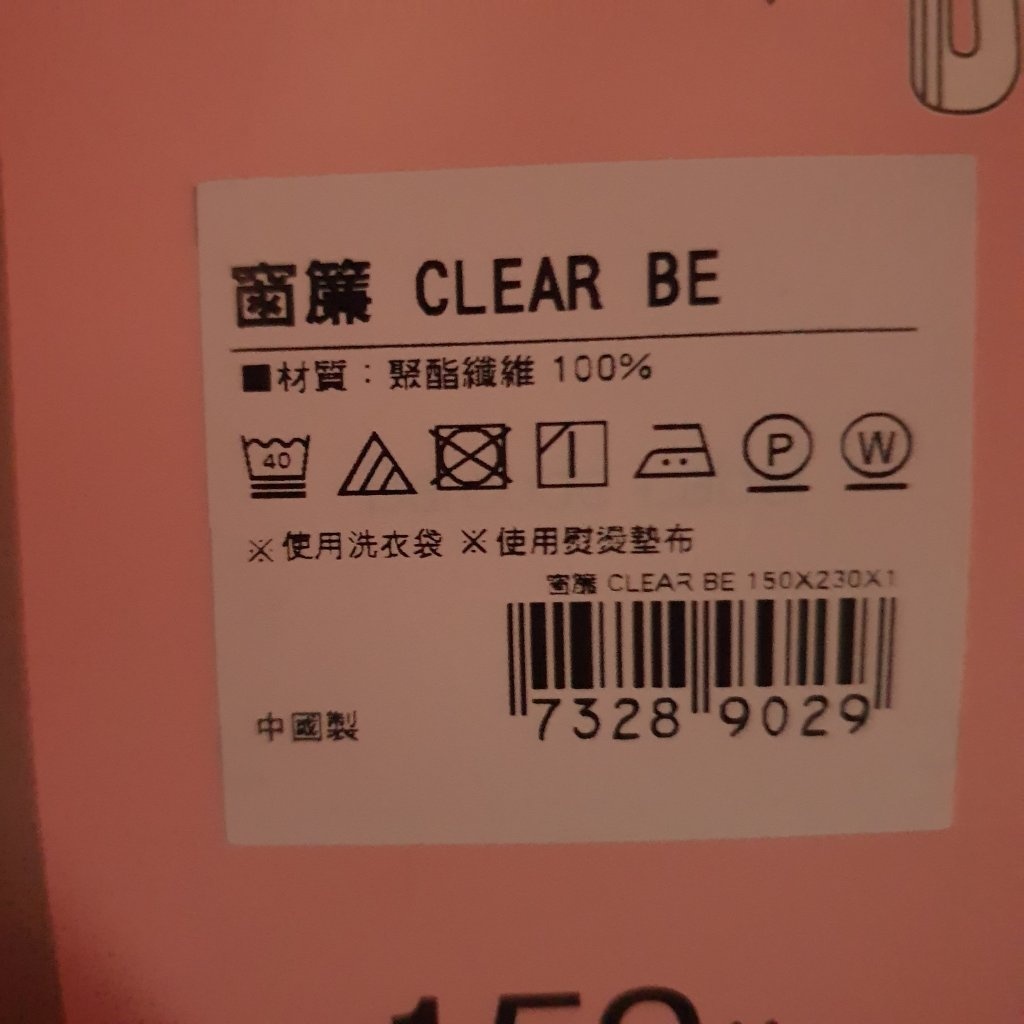 窗簾 CLEAR BE
■材質：聚酯纖維 100%
40 P W
※使用洗衣袋 ※使用熨燙墊布
窗簾 CLEAR BE 150X230X1
7328 9029
中國製